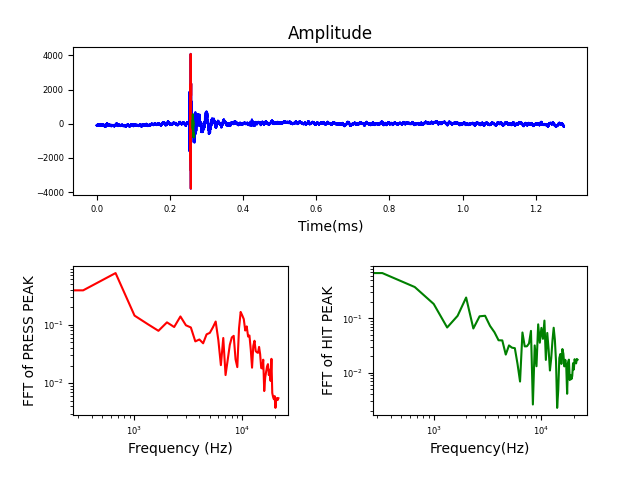 Amplitude
4000
2000
0
−2000
−4000
0.0 0.2 0.4 0.6 0.8 1.0 1.2
Time(ms)
FFT of PRESS PEAK
10⁻¹
10⁻²
10³ 10⁴
Frequency (Hz)
FFT of HIT PEAK
10⁻¹
10⁻²
10³ 10⁴
Frequency(Hz)